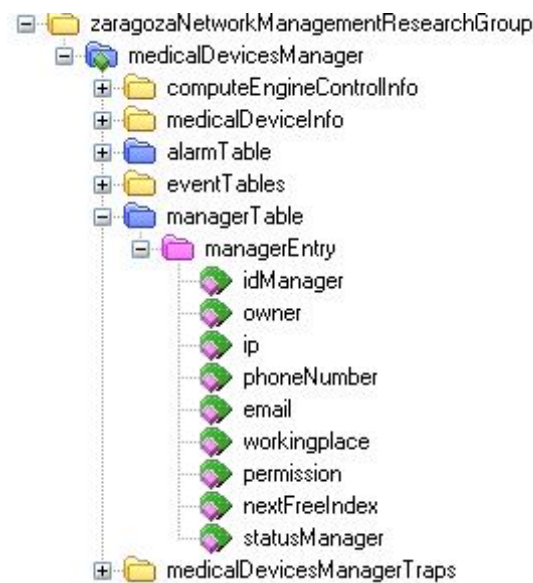 zaragozaNetworkManagementResearchGroup
medicalDevicesManager
computeEngineControlInfo
medicalDeviceInfo
alarmTable
eventTables
managerTable
managerEntry
idManager
owner
ip
phoneNumber
email
workingplace
permission
nextFreeIndex
statusManager
medicalDevicesManagerTraps